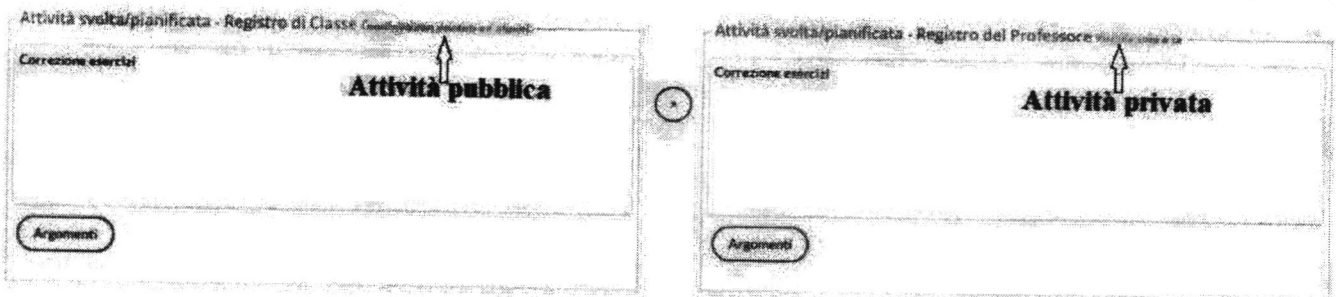 Attività svolta/pianificata - Registro di Classe
Correzione esercizi
Attività pubblica
Argomenti
Attività svolta/pianificata - Registro del Professore
Correzione esercizi
Attività privata
Argomenti